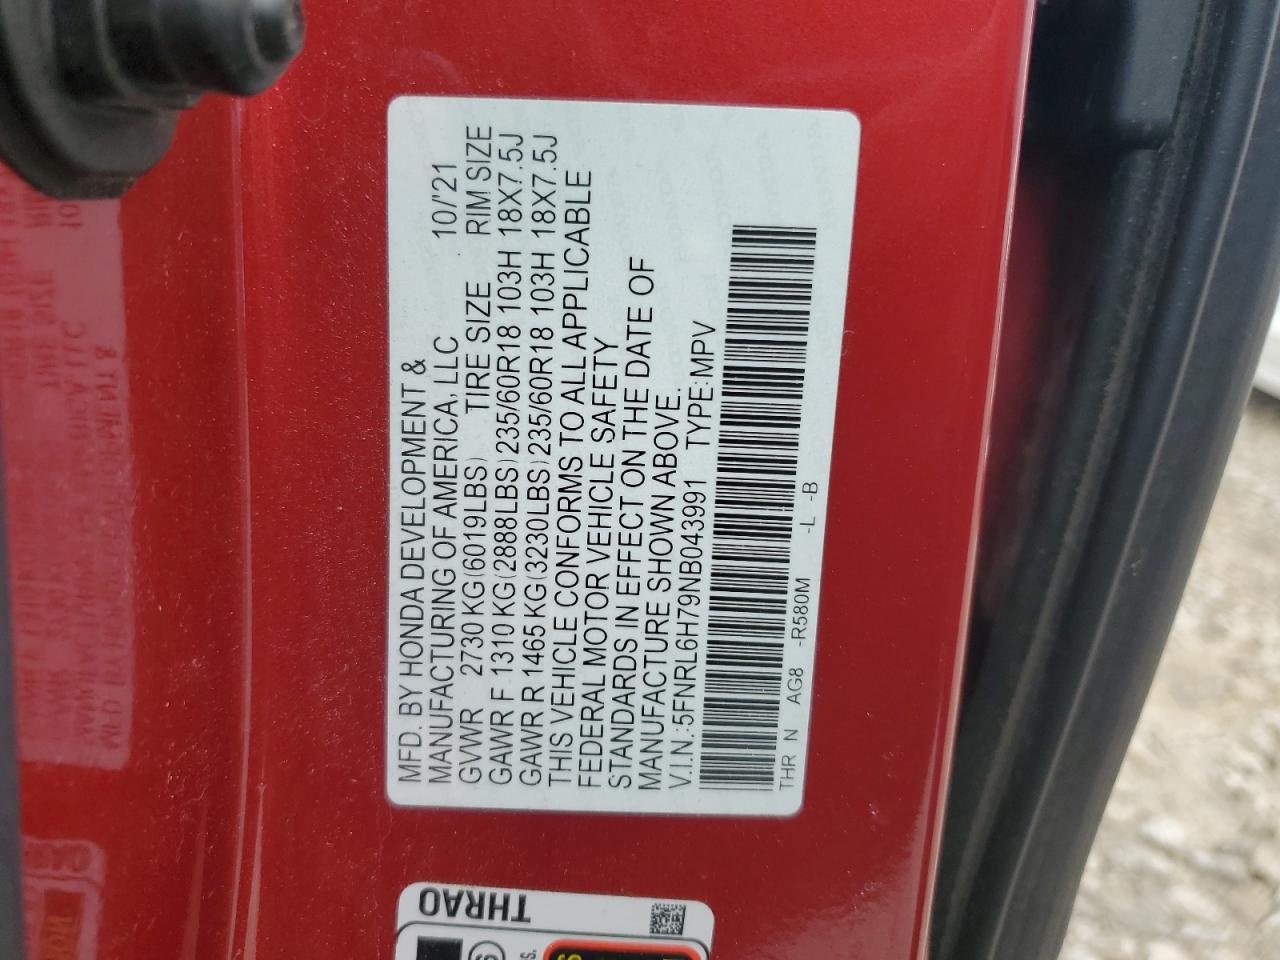 MFD. BY HONDA DEVELOPMENT &
MANUFACTURING OF AMERICA, LLC 10/'21
GVWR 2730 KG(6019LBS) TIRE SIZE RIM SIZE
GAWR F 1310 KG(2888LBS) 235/60R18 103H 18X7.5J
GAWR R 1465 KG(3230LBS) 235/60R18 103H 18X7.5J
THIS VEHICLE CONFORMS TO ALL APPLICABLE
FEDERAL MOTOR VEHICLE SAFETY
STANDARDS IN EFFECT ON THE DATE OF
MANUFACTURE SHOWN ABOVE.
V.I.N.:5FNRL6H79NB043991 TYPE:MPV
THR N AG8 -R580M -L -B
THRAO